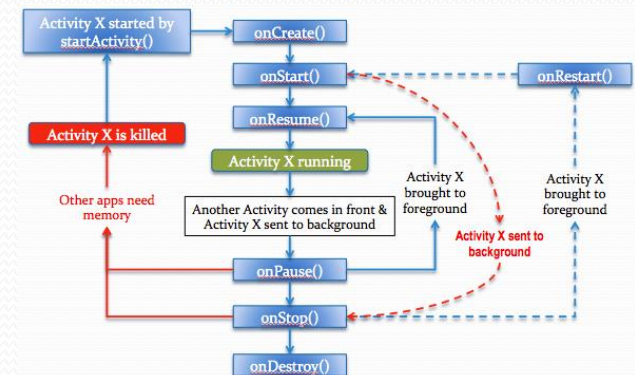 Activity X started by
startActivity()
onCreate()
onStart()
onRestart()
onResume()
Activity X is killed
Activity X running
Other apps need
memory
Another Activity comes in front &
Activity X sent to background
Activity X
brought to
foreground
Activity X sent to
background
Activity X
brought to
foreground
onPause()
onStop()
onDestroy()